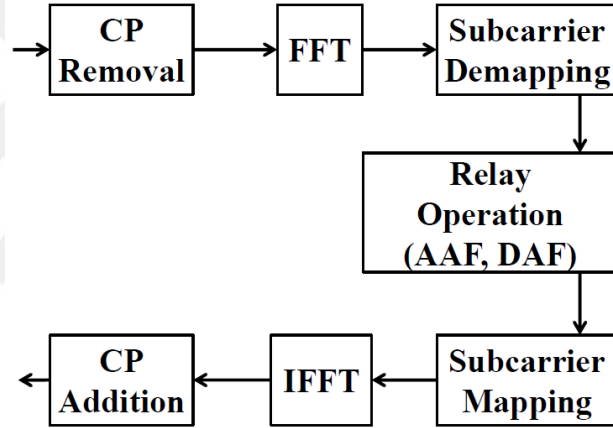 CP
Removal
FFT
Subcarrier
Demapping
Relay
Operation
(AAF, DAF)
CP
Addition
IFFT
Subcarrier
Mapping